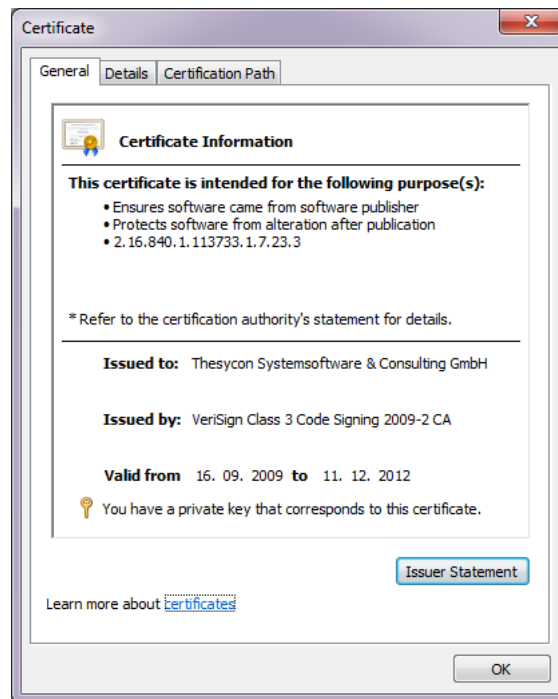 Certificate
General Details Certification Path
Certificate Information
This certificate is intended for the following purpose(s):
• Ensures software came from software publisher
• Protects software from alteration after publication
• 2.16.840.1.113733.1.7.23.3
* Refer to the certification authority's statement for details.
Issued to: Thesycon Systemsoftware & Consulting GmbH
Issued by: VeriSign Class 3 Code Signing 2009-2 CA
Valid from 16. 09. 2009 to 11. 12. 2012
You have a private key that corresponds to this certificate.
Issuer Statement
Learn more about certificates
OK